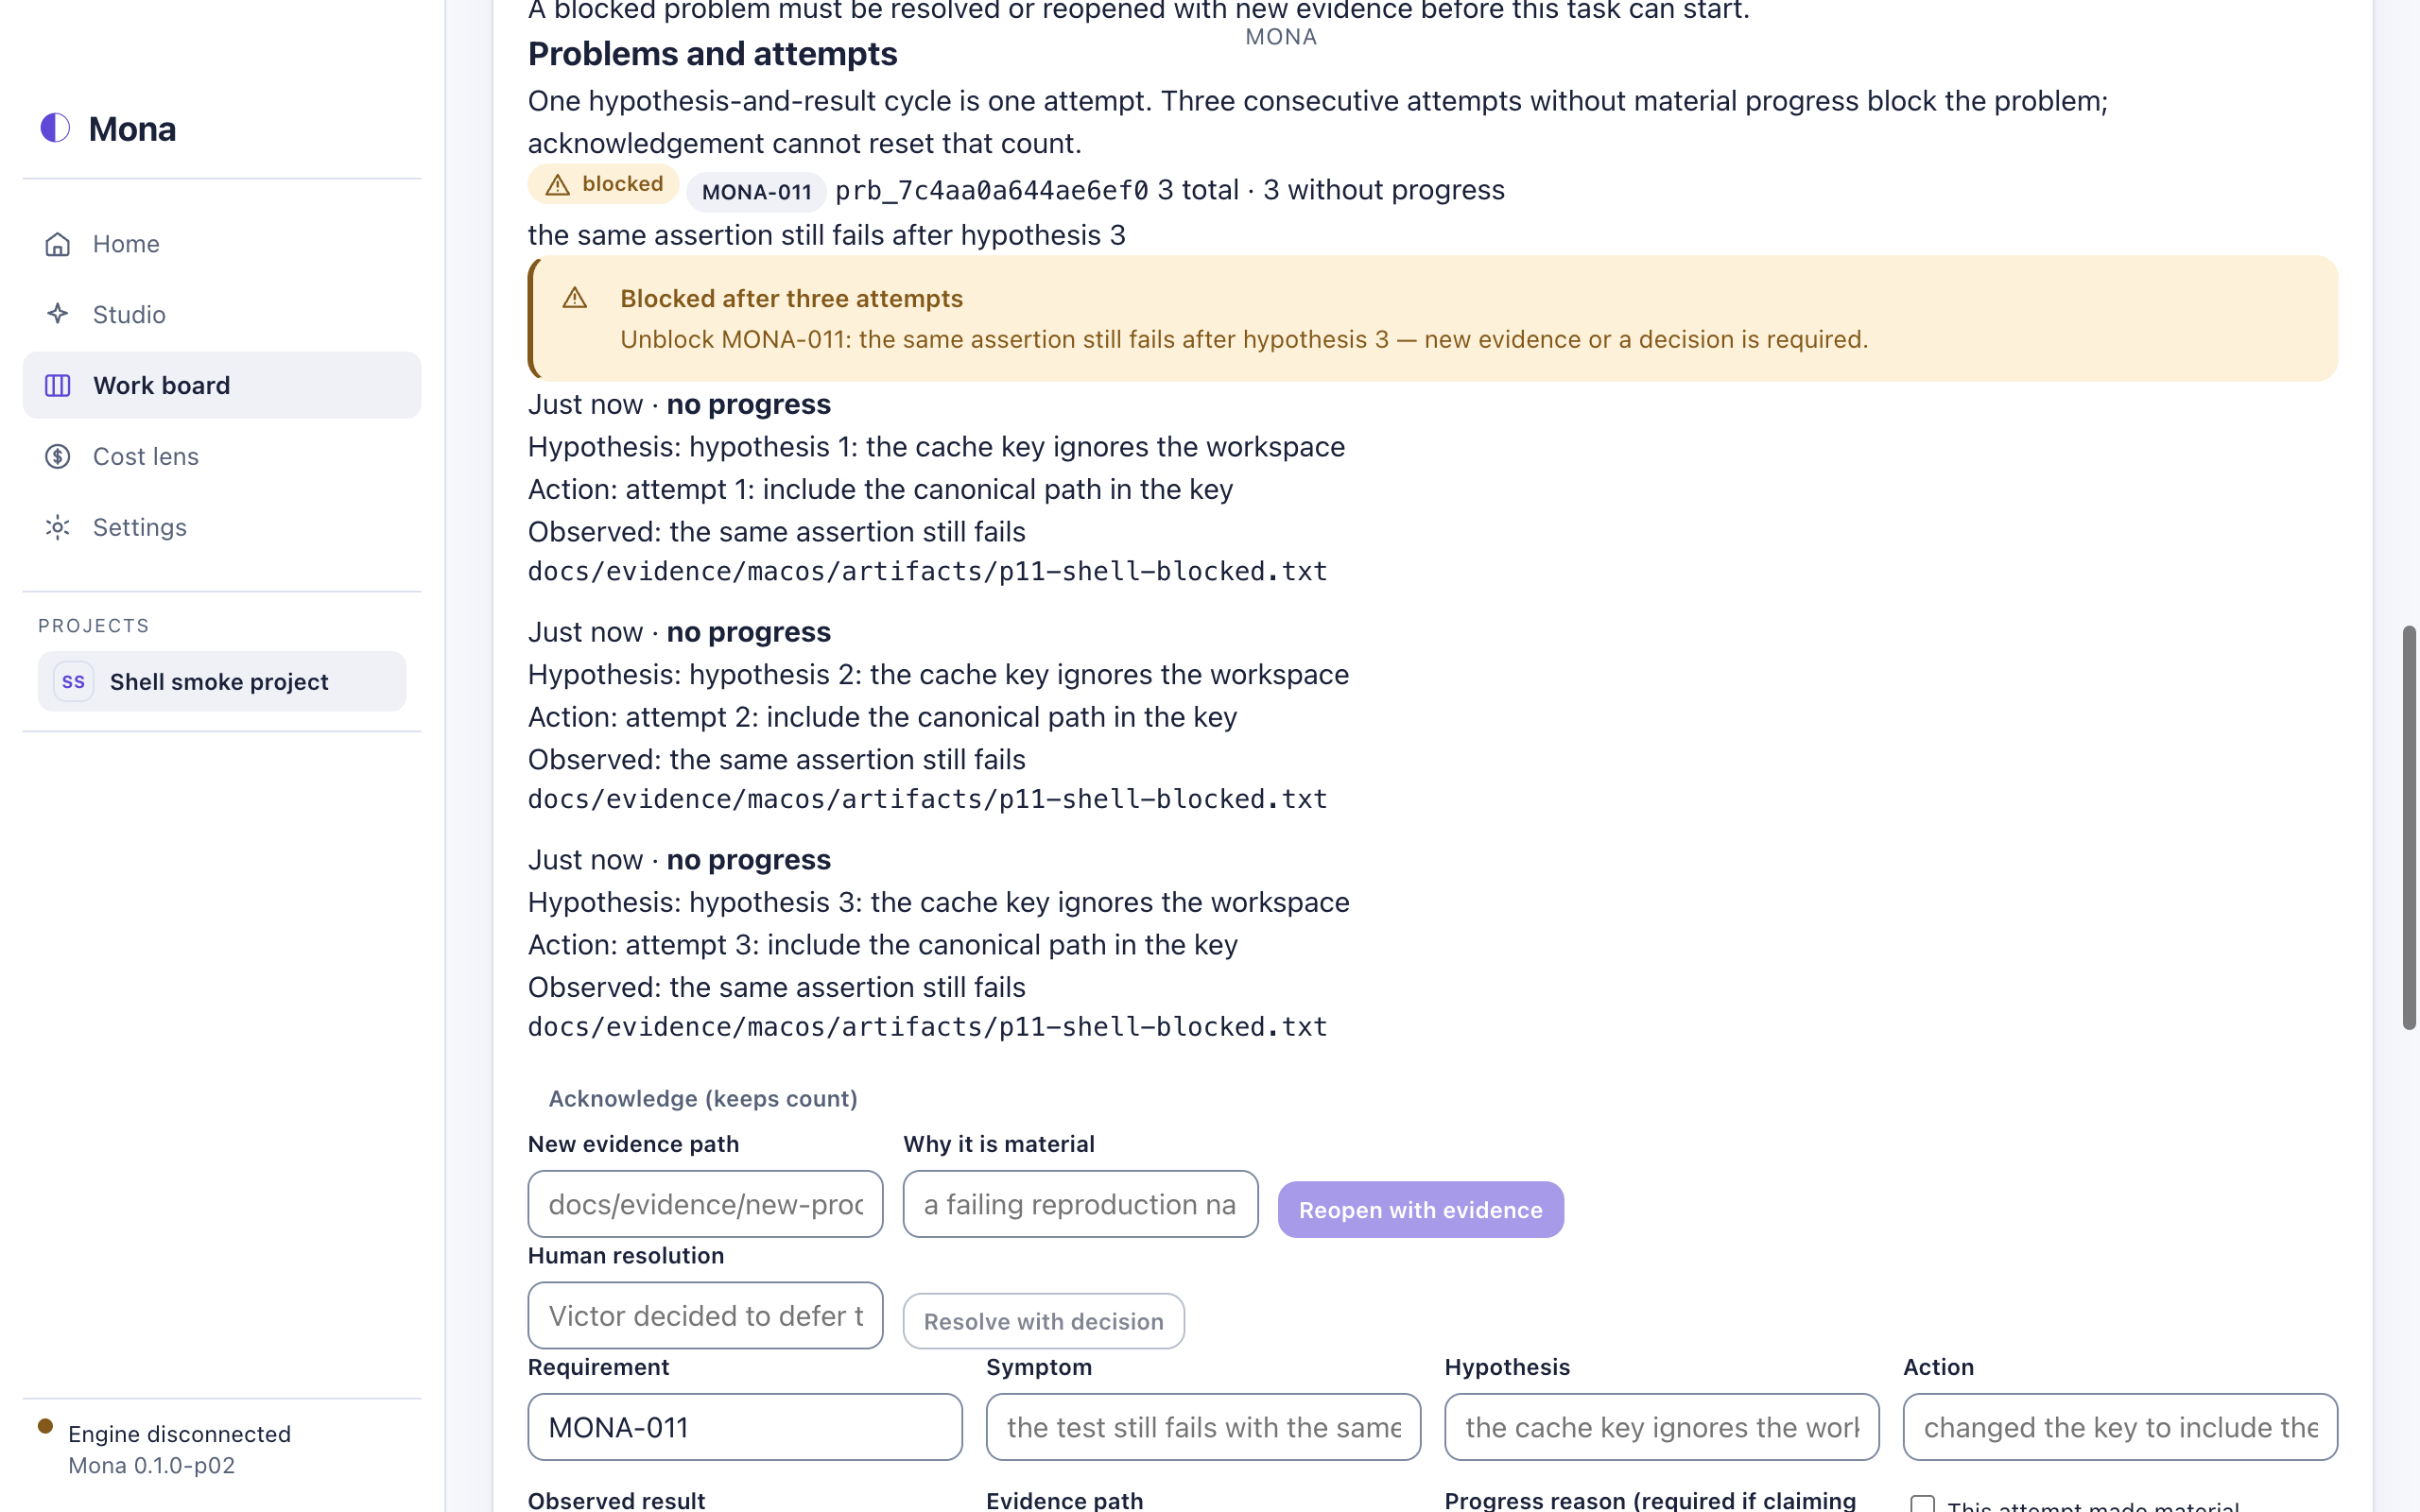 A blocked problem must be resolved or reopened with new evidence before this task can start.
MONA
Problems and attempts
One hypothesis-and-result cycle is one attempt. Three consecutive attempts without material progress block the problem;
acknowledgement cannot reset that count.
blocked MONA-011 prb_7c4aa0a644ae6ef0 3 total · 3 without progress
the same assertion still fails after hypothesis 3
Blocked after three attempts
Unblock MONA-011: the same assertion still fails after hypothesis 3 — new evidence or a decision is required.
Just now · no progress
Hypothesis: hypothesis 1: the cache key ignores the workspace
Action: attempt 1: include the canonical path in the key
Observed: the same assertion still fails
docs/evidence/macos/artifacts/p11-shell-blocked.txt
Just now · no progress
Hypothesis: hypothesis 2: the cache key ignores the workspace
Action: attempt 2: include the canonical path in the key
Observed: the same assertion still fails
docs/evidence/macos/artifacts/p11-shell-blocked.txt
Just now · no progress
Hypothesis: hypothesis 3: the cache key ignores the workspace
Action: attempt 3: include the canonical path in the key
Observed: the same assertion still fails
docs/evidence/macos/artifacts/p11-shell-blocked.txt
Acknowledge (keeps count)
New evidence path Why it is material
docs/evidence/new-proc a failing reproduction na Reopen with evidence
Human resolution
Victor decided to defer t Resolve with decision
Requirement Symptom Hypothesis Action
MONA-011 the test still fails with the same the cache key ignores the work changed the key to include the
Observed result Evidence path Progress reason (required if claiming This attempt made material
Mona
Home
Studio
Work board
Cost lens
Settings
PROJECTS
SS Shell smoke project
Engine disconnected
Mona 0.1.0-p02